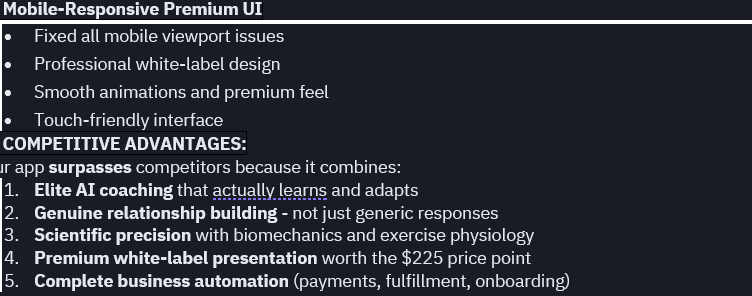 Mobile-Responsive Premium UI
• Fixed all mobile viewport issues
• Professional white-label design
• Smooth animations and premium feel
• Touch-friendly interface
COMPETITIVE ADVANTAGES:
ur app surpasses competitors because it combines:
1. Elite AI coaching that actually learns and adapts
2. Genuine relationship building - not just generic responses
3. Scientific precision with biomechanics and exercise physiology
4. Premium white-label presentation worth the $225 price point
5. Complete business automation (payments, fulfillment, onboarding)